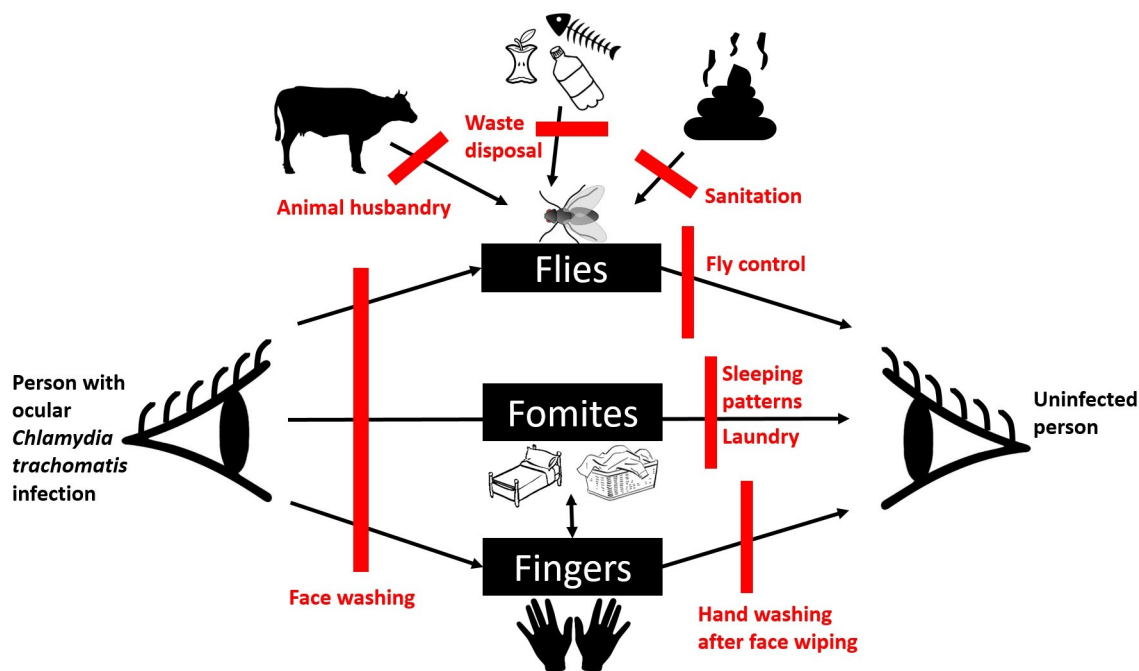 Waste
disposal
Animal husbandry
Sanitation
Flies
Fly control
Person with
ocular
Chlamydia
trachomatis
infection
Fomites
Sleeping
patterns
Laundry
Uninfected
person
Fingers
Face washing
Hand washing
after face wiping